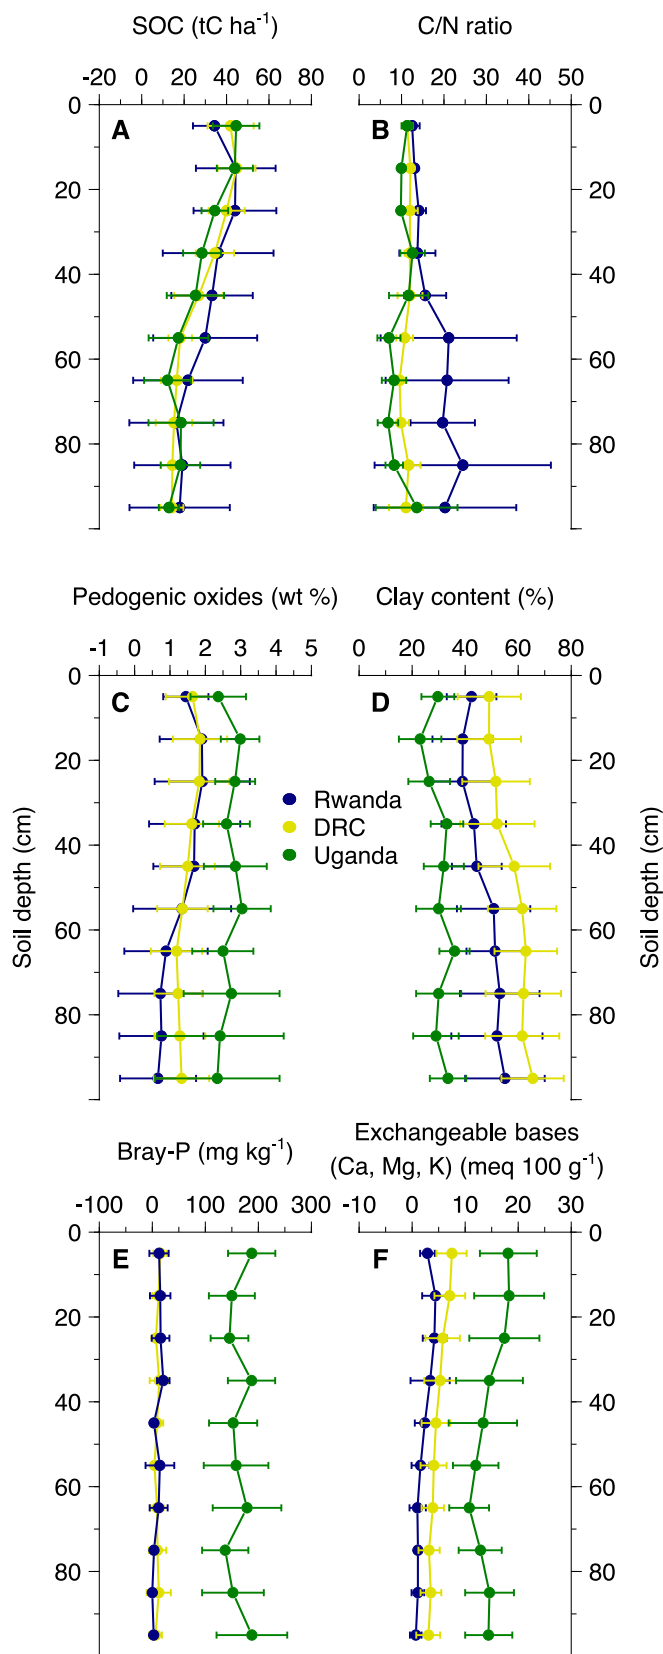 SOC (tC ha⁻¹) C/N ratio
-20 0 20 40 60 80 0 10 20 30 40 50
0 A B 0
20 20
40 40
60 60
80 80
Pedogenic oxides (wt %) Clay content (%)
-1 0 1 2 3 4 5 0 20 40 60 80
0 C D 0
20 20
Rwanda
DRC
Uganda
40 40
60 60
80 80
Soil depth (cm) Soil depth (cm)
Bray-P (mg kg⁻¹) Exchangeable bases
(Ca, Mg, K) (meq 100 g⁻¹)
-100 0 100 200 300 -10 0 10 20 30
0 E F 0
20 20
40 40
60 60
80 80